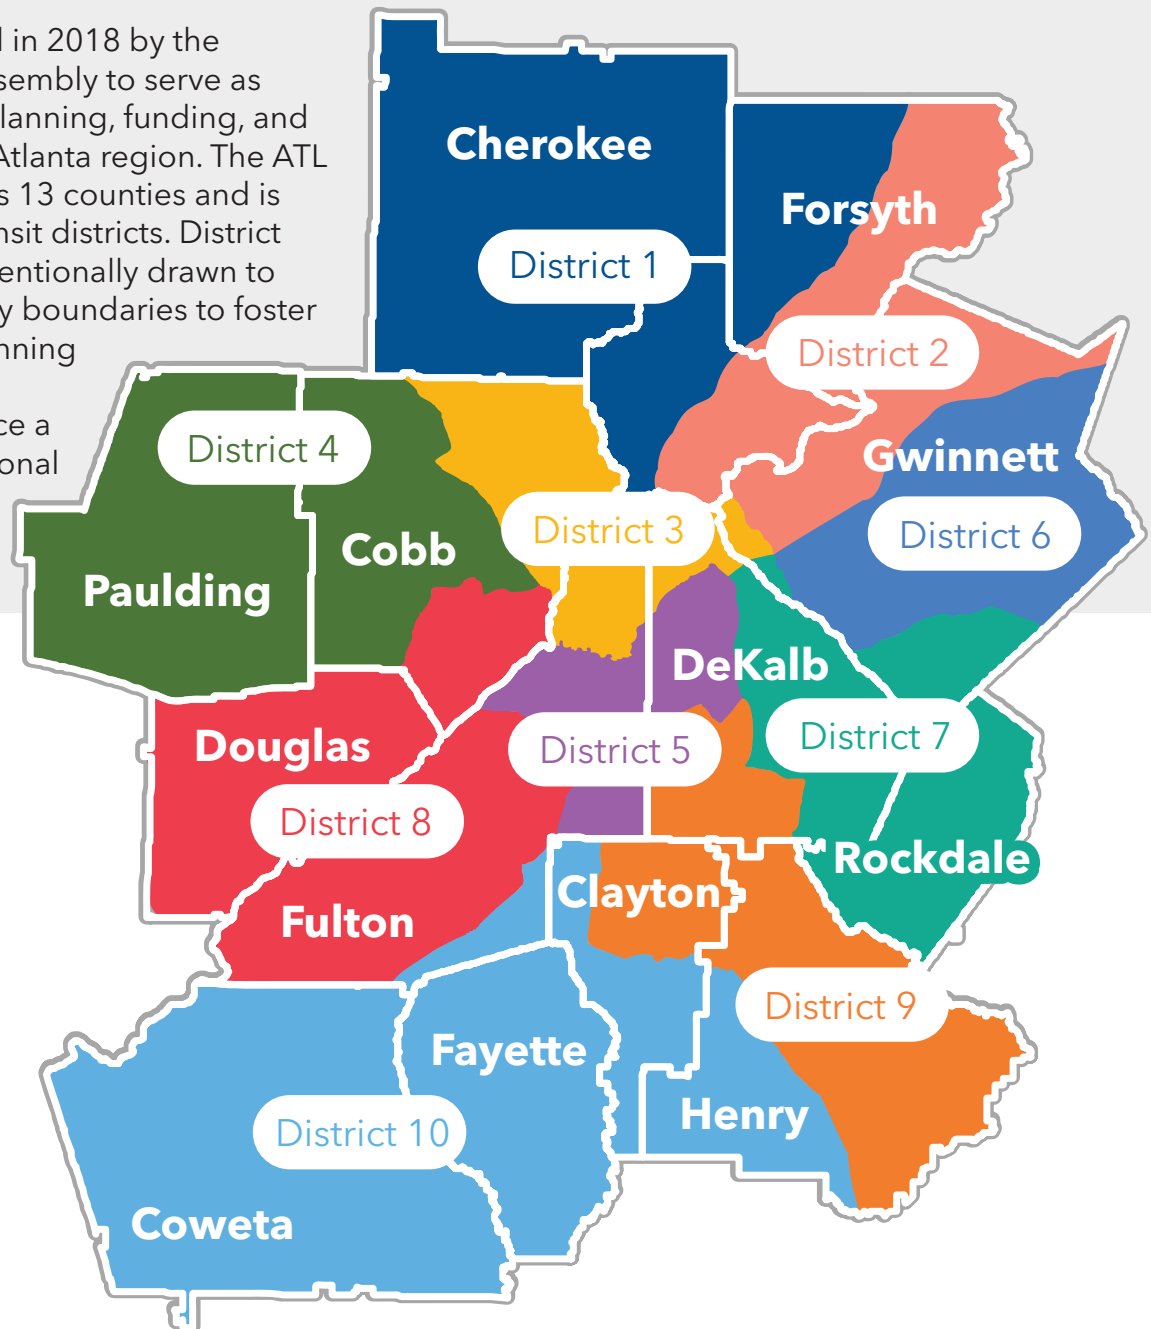 in 2018 by the
sembly to serve as
lanning, funding, and
Atlanta region. The ATL
s 13 counties and is
nsit districts. District
entionally drawn to
y boundaries to foster
nning
ce a
onal
Cherokee
Forsyth
District 1
District 2
District 4
Gwinnett
District 3
District 6
Cobb
Paulding
DeKalb
Douglas
District 5
District 7
District 8
Rockdale
Clayton
Fulton
District 9
Fayette
Henry
District 10
Coweta